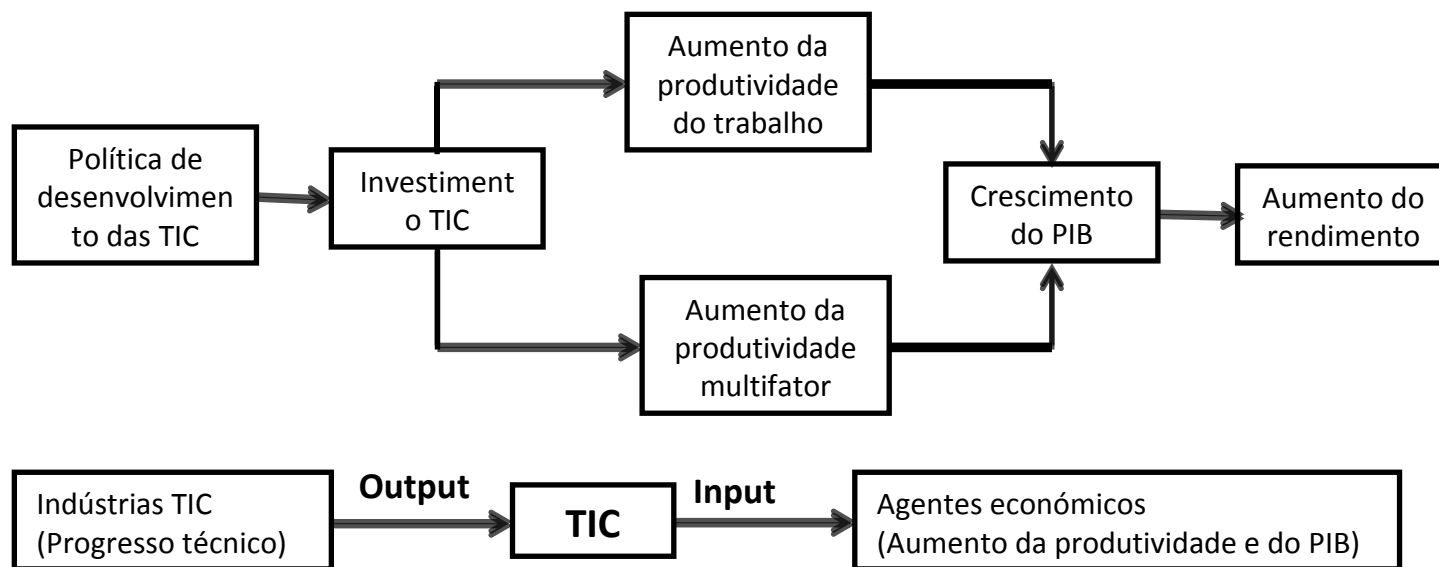 Aumento da
produtividade
do trabalho
Política de
desenvolvimen
to das TIC
Investiment
o TIC
Crescimento
do PIB
Aumento do
rendimento
Aumento da
produtividade
multifator
Indústrias TIC
(Progresso técnico)
Output
TIC
Input
Agentes económicos
(Aumento da produtividade e do PIB)